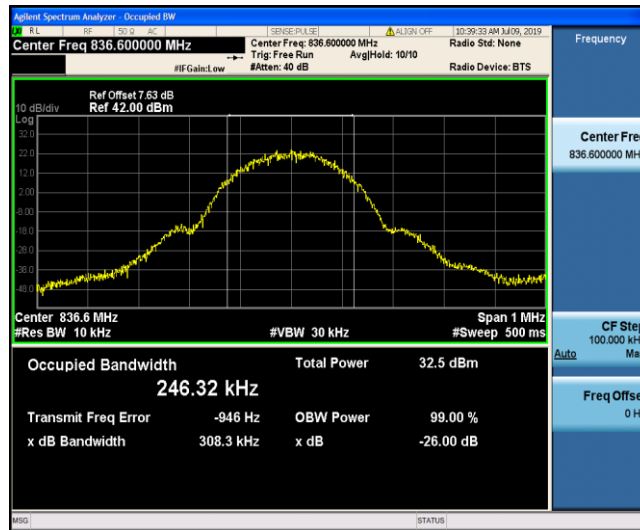 Agilent Spectrum Analyzer - Occupied BW
RL RF 50 Ω AC SENSE:PULSE ALIGN OFF 10:39:33 AM Jul 09, 2019
Center Freq 836.600000 MHz
Center Freq: 836.600000 MHz
Radio Std: None
Trig: Free Run Avg|Hold: 10/10
#IFGain:Low #Atten: 40 dB Radio Device: BTS
Ref Offset 7.63 dB
10 dB/div Ref 42.00 dBm
Log
32.0
22.0
12.0
2.00
-8.00
-18.0
-28.0
-38.0
-48.0
Center 836.6 MHz Span 1 MHz
#Res BW 10 kHz #VBW 30 kHz #Sweep 500 ms
Occupied Bandwidth Total Power 32.5 dBm
246.32 kHz
Transmit Freq Error -946 Hz OBW Power 99.00 %
x dB Bandwidth 308.3 kHz x dB -26.00 dB
MSG STATUS
Frequency
Center Fre
836.600000 MH
CF Step
100.000 kH
Auto Ma
Freq Offse
0 H